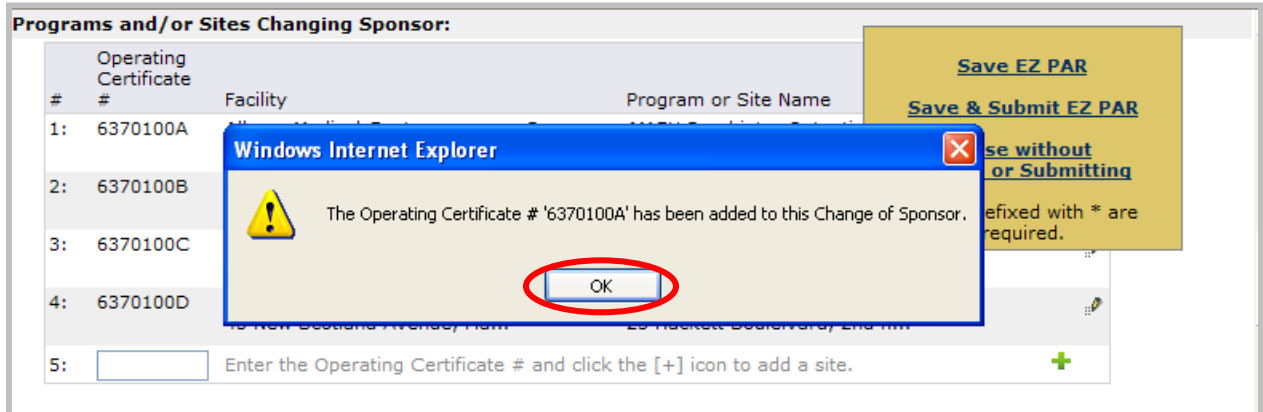 Programs and/or Sites Changing Sponsor:
Operating
Certificate
# # Facility Program or Site Name
Save EZ PAR
Save & Submit EZ PAR
se without
or Submitting
efixed with * are
required.
1: 6370100A
2: 6370100B
3: 6370100C
4: 6370100D
Windows Internet Explorer
The Operating Certificate # '6370100A' has been added to this Change of Sponsor.
OK
5: Enter the Operating Certificate # and click the [+] icon to add a site.